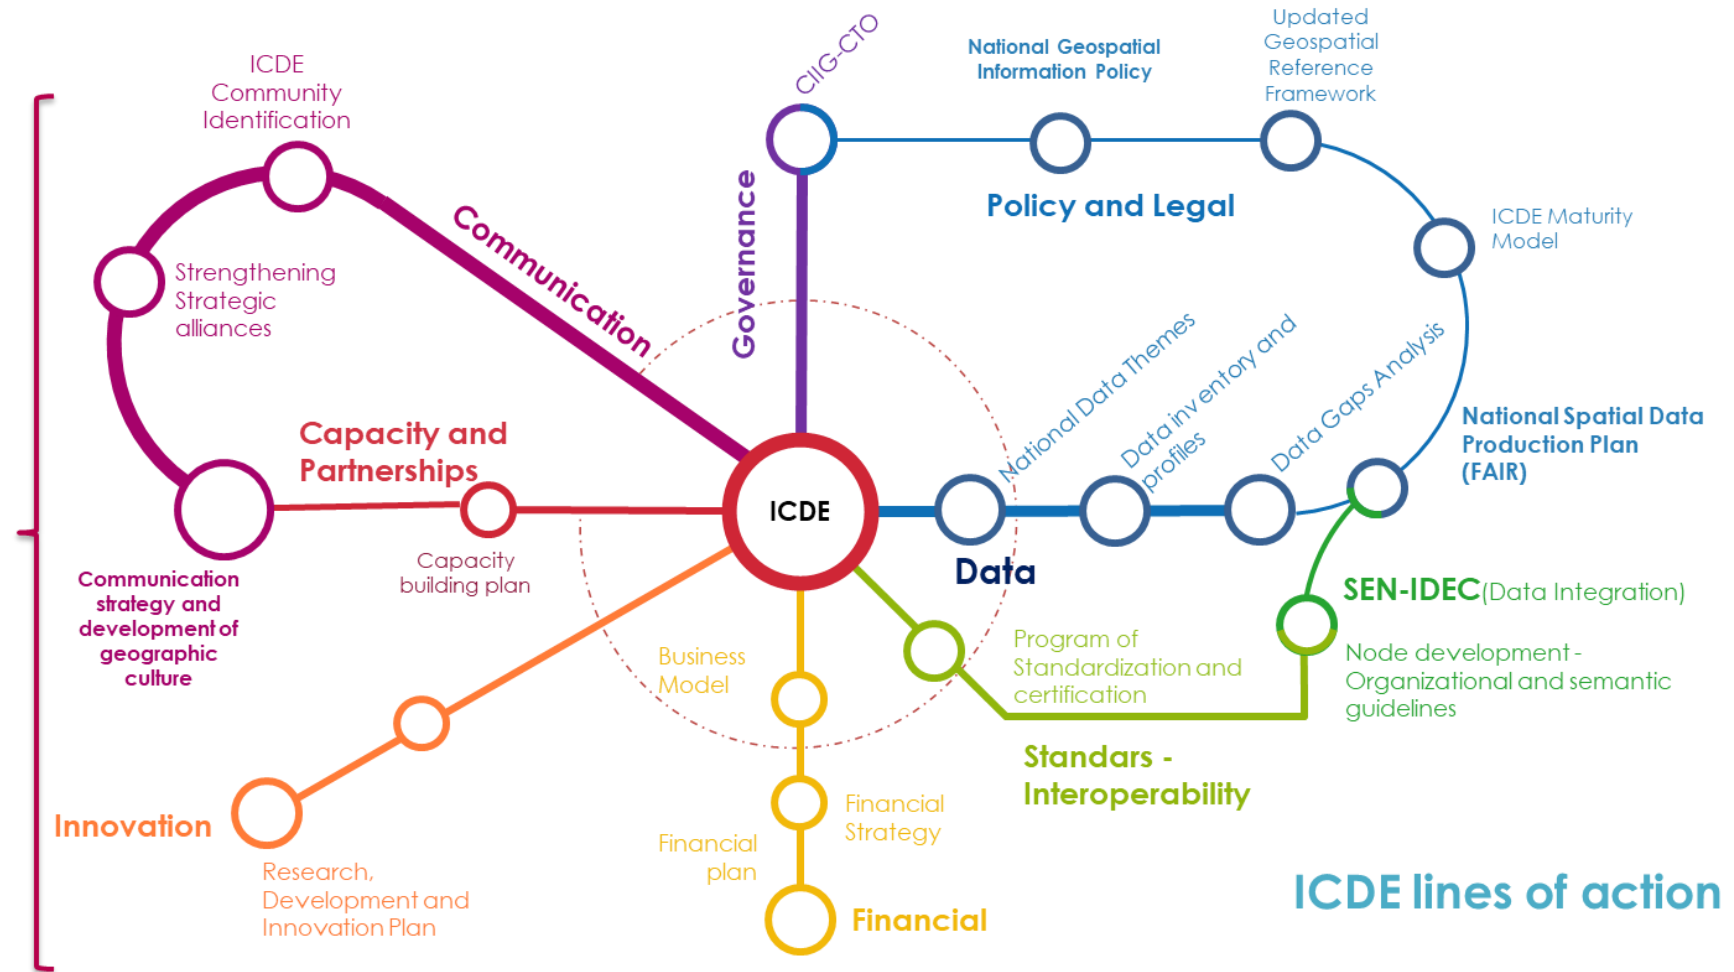 ICDE
Community
Identification
Strengthening
Strategic
alliances
Communication
Governance
CIIG-CTO
National Geospatial
Information Policy
Updated
Geospatial
Reference
Framework
Policy and Legal
ICDE Maturity
Model
National Data Themes
Data inventory and
profiles
Data Gaps Analysis
National Spatial Data
Production Plan
(FAIR)
Capacity and
Partnerships
ICDE
Data
Capacity
building plan
Communication
strategy and
development of
geographic
culture
SEN-IDEC(Data Integration)
Node development -
Organizational and semantic
guidelines
Program of
Standardization and
certification
Standars -
Interoperability
Business
Model
Financial
Strategy
Financial
plan
Financial
Innovation
Research,
Development and
Innovation Plan
ICDE lines of action